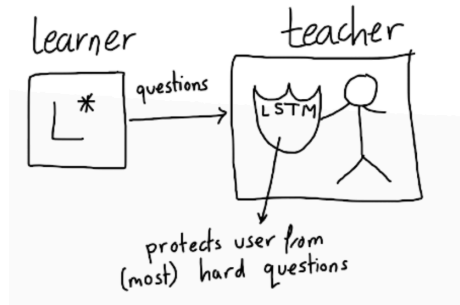 learner
teacher
L*
questions
LSTM
protects user from
(most) hard questions